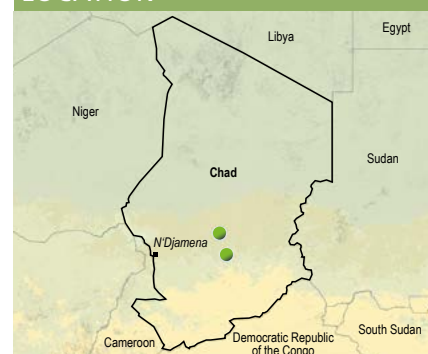 Libya
Egypt
Niger
Chad
Sudan
N'Djamena
Cameroon
Democratic Republic
of the Congo
South Sudan